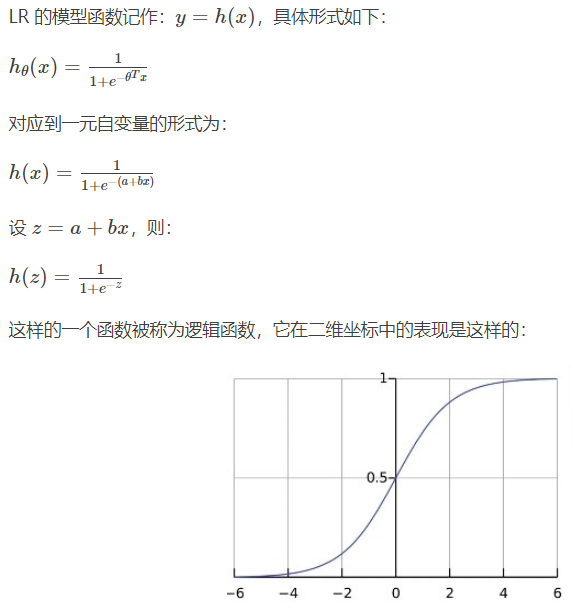 LR 的模型函数记作：$y = h(x)$，具体形式如下：
$h_\theta(x) = \frac{1}{1+e^{-\theta^T x}}$
对应到一元自变量的形式为：
$h(x) = \frac{1}{1+e^{-(a+bx)}}$
设 $z = a + bx$，则：
$h(z) = \frac{1}{1+e^{-z}}$
这样的一个函数被称为逻辑函数，它在二维坐标中的表现是这样的：
1
0.5
−6 −4 −2 0 2 4 6